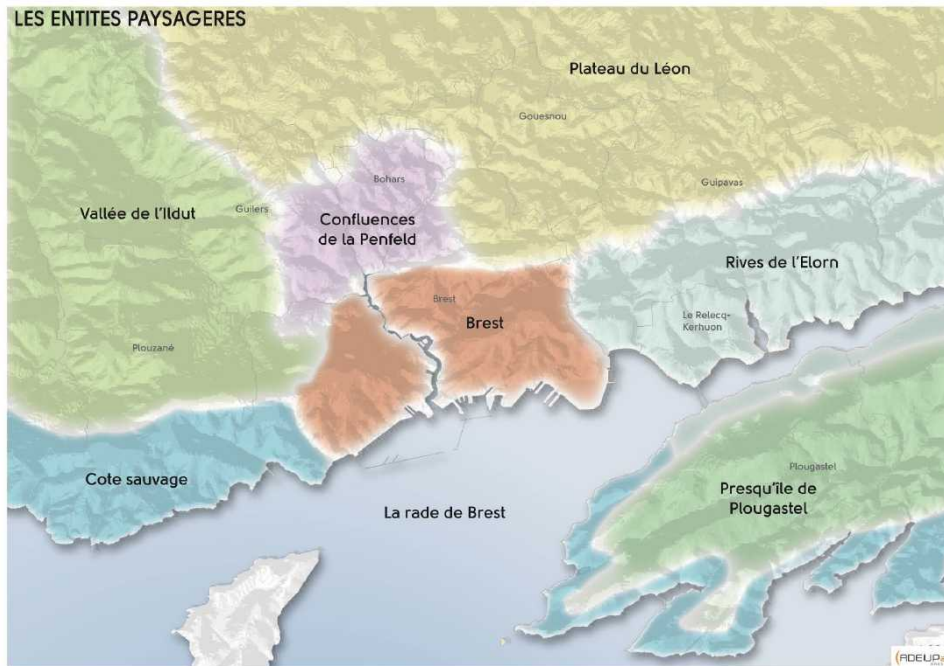 LES ENTITES PAYSAGERES
Plateau du Léon
Gouesnou
Bohars
Guipavas
Vallée de l'Ildut
Guilers
Confluences
de la Penfeld
Rives de l'Elorn
Brest
Brest
Le Relecq-
Kerhuon
Plouzané
Plougastel
Cote sauvage
Presqu'île de
Plougastel
La rade de Brest